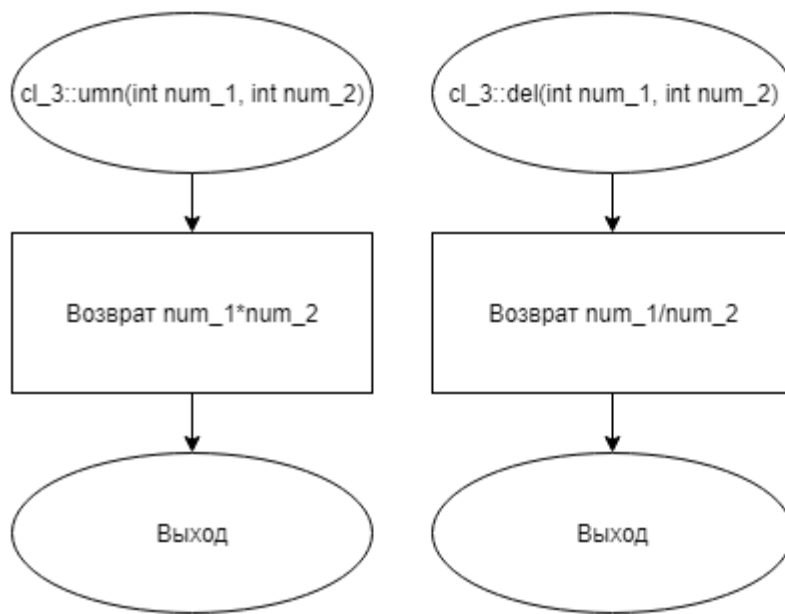 cl_3::umn(int num_1, int num_2)
Возврат num_1*num_2
Выход
cl_3::del(int num_1, int num_2)
Возврат num_1/num_2
Выход